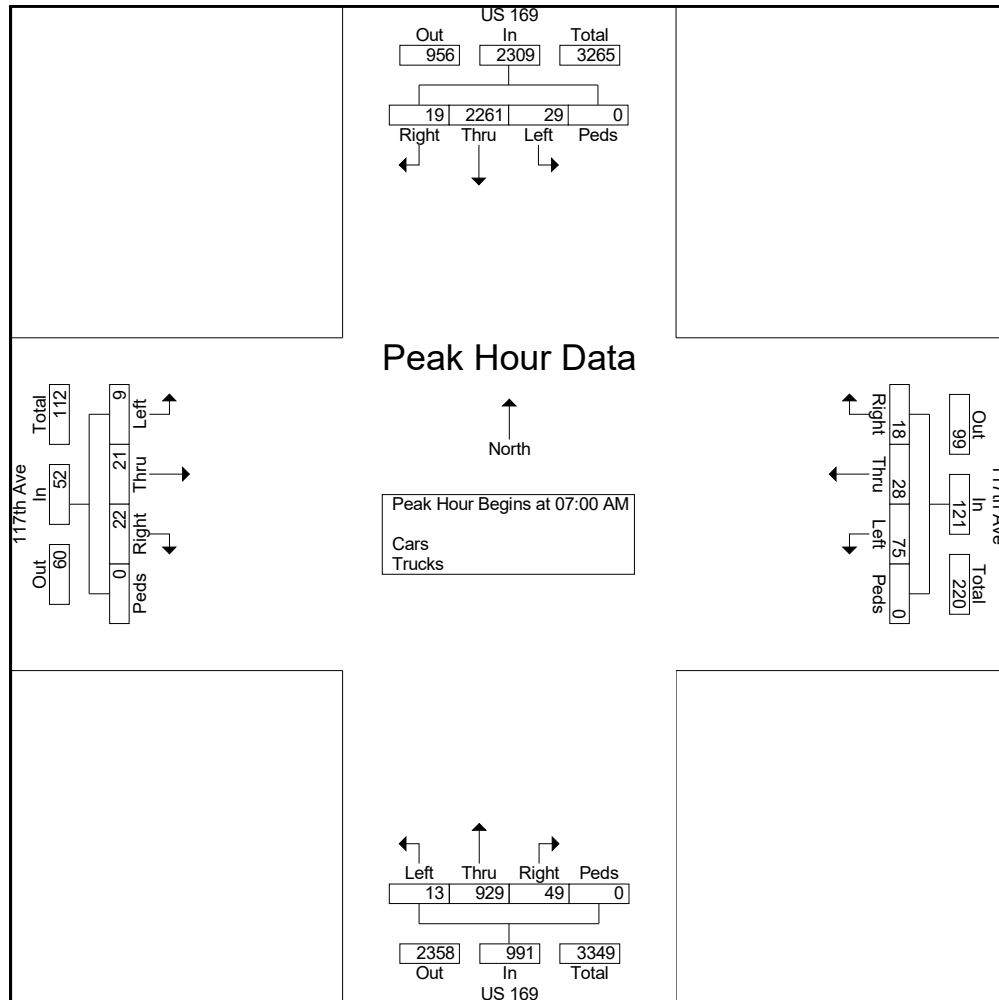 US 169
Out In Total
956 2309 3265
19 2261 29 0
Right Thru Left Peds
Peak Hour Data
North
Peak Hour Begins at 07:00 AM
Cars
Trucks
117th Ave
Total In Out
112 52 60
9 21 22 0
Left Thru Right Peds
Right Thru Left Peds
18 28 75 0
Out In Total
99 121 220
117th Ave
Left Thru Right Peds
13 929 49 0
2358 991 3349
Out In Total
US 169